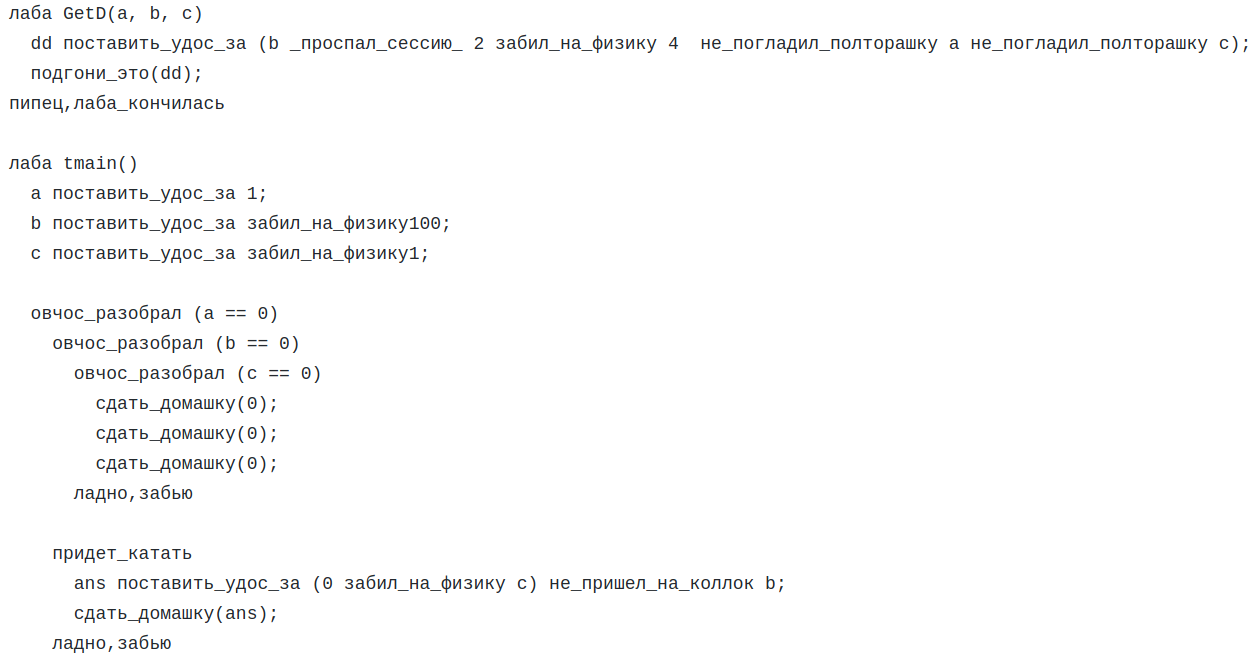 лаба GetD(a, b, c)
  dd поставить_удос_за (b _проспал_сессию_ 2 забил_на_физику 4  не_погладил_полторашку a не_погладил_полторашку c);
  подгони_это(dd);
пипец,лаба_кончилась

лаба tmain()
  a поставить_удос_за 1;
  b поставить_удос_за забил_на_физику100;
  c поставить_удос_за забил_на_физику1;

  овчос_разобрал (a == 0)
    овчос_разобрал (b == 0)
      овчос_разобрал (c == 0)
        сдать_домашку(0);
        сдать_домашку(0);
        сдать_домашку(0);
      ладно,забью

    придет_катать
      ans поставить_удос_за (0 забил_на_физику c) не_пришел_на_коллок b;
      сдать_домашку(ans);
    ладно,забью